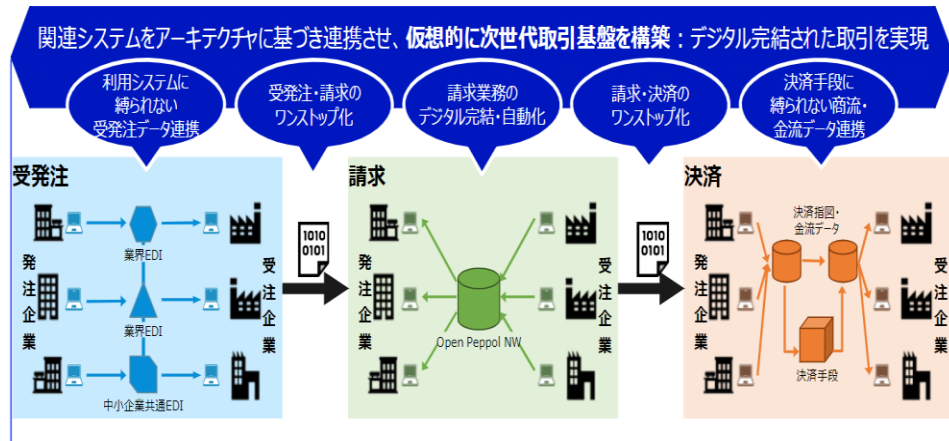 関連システムをアーキテクチャに基づき連携させ、仮想的に次世代取引基盤を構築：デジタル完結された取引を実現
利用システムに
縛られない
受発注データ連携
受発注・請求の
ワンストップ化
請求業務の
デジタル完結・自動化
請求・決済の
ワンストップ化
決済手段に
縛られない商流・
金流データ連携
受発注
発注企業
業界EDI
業界EDI
中小企業共通EDI
受注企業
1010
0101
請求
発注企業
Open Peppol NW
受注企業
1010
0101
決済
発注企業
決済指図・
金流データ
決済手段
受注企業